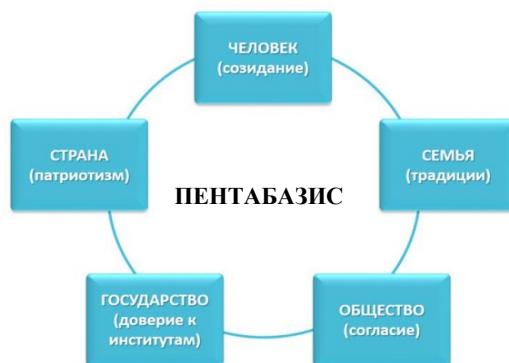 ЧЕЛОВЕК
(созидание)
СТРАНА
(патриотизм)
СЕМЬЯ
(традиции)
ПЕНТАБАЗИС
ГОСУДАРСТВО
(доверие к
институтам)
ОБЩЕСТВО
(согласие)